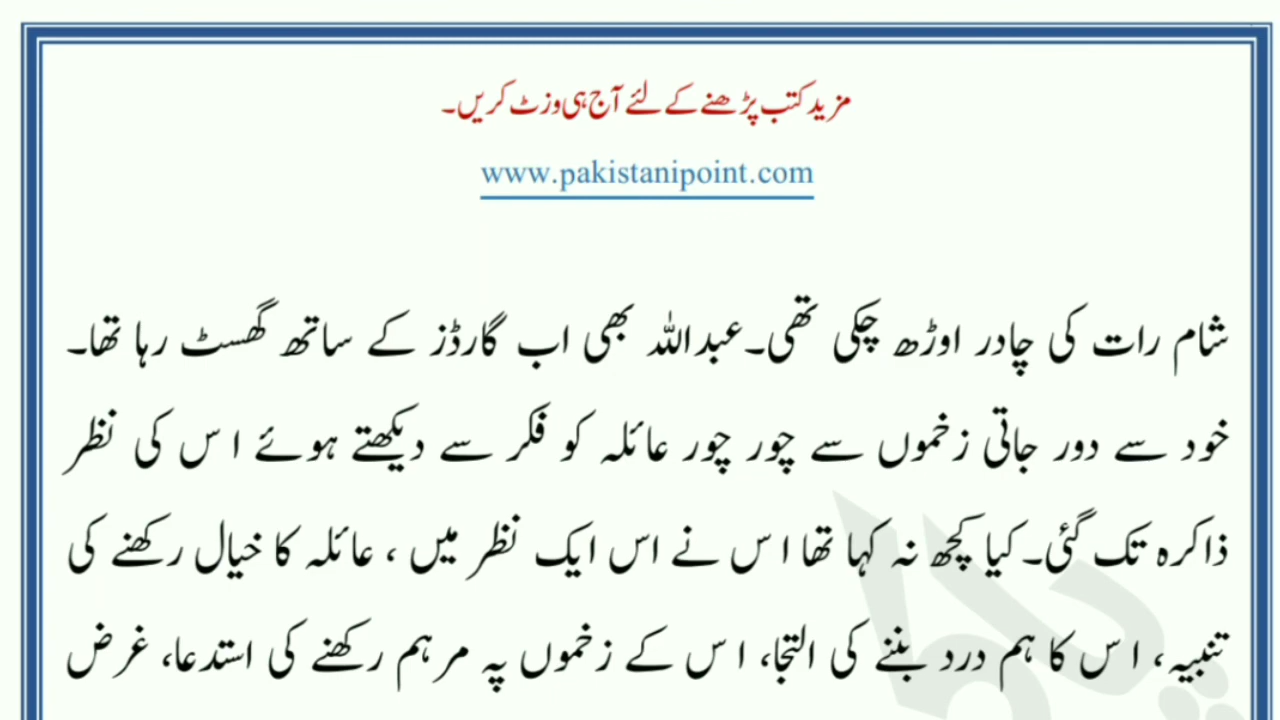 مزید کتب پڑھنے کے لئے آج ہی وزٹ کریں۔
www.pakistanipoint.com
شام رات کی چادر اوڑھ چکی تھی۔عبداللہ بھی اب گارڈز کے ساتھ گھسٹ رہا تھا۔
خود سے دور جاتی زخموں سے چور چور عائلہ کو فکر سے دیکھتے ہوئے ا س کی نظر
ذاکرہ تک گئی۔کیا کچھ نہ کہا تھا ا س نے اس ایک نظر میں ، عائلہ کا خیال رکھنے کی
تنبیہ، ا س کا ہم درد بننے کی التجا، ا س کے زخموں پہ مرہم رکھنے کی استدعا، غرض